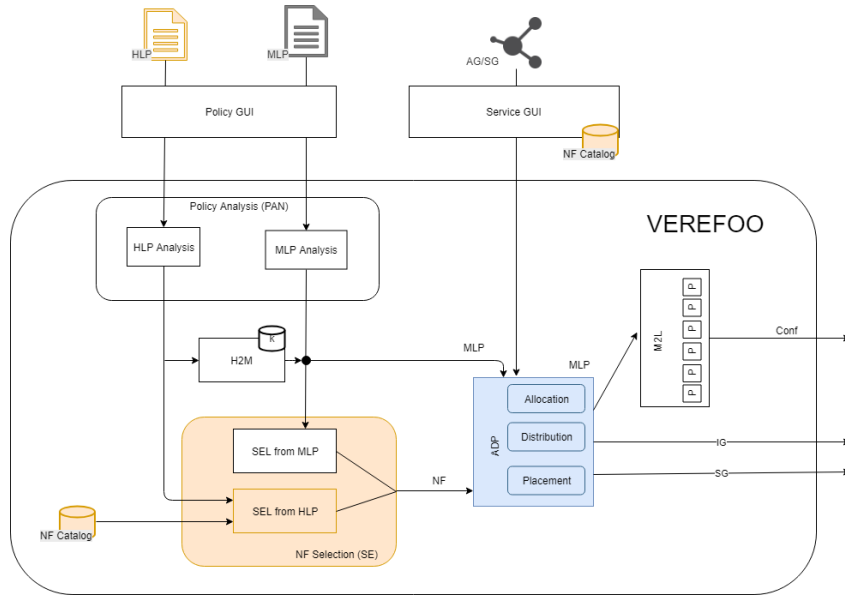 HLP
MLP
AG/SG
Policy GUI
Service GUI
NF Catalog
Policy Analysis (PAN)
VEREFOO
HLP Analysis
MLP Analysis
K
H2M
MLP
MLP
M2L
P
P
P
P
P
P
Conf
ADP
Allocation
Distribution
Placement
IG
SG
SEL from MLP
SEL from HLP
NF
NF Catalog
NF Selection (SE)